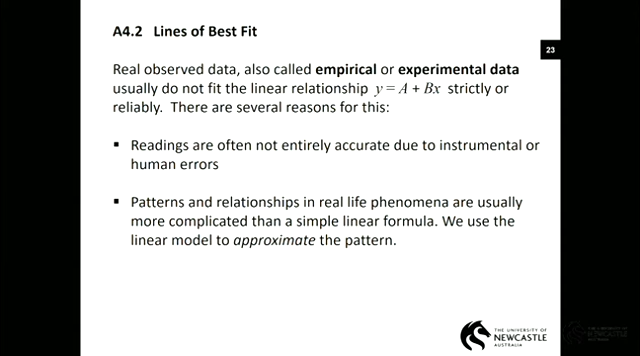 A4.2 Lines of Best Fit
23
Real observed data, also called empirical or experimental data
usually do not fit the linear relationship y = A + Bx strictly or
reliably. There are several reasons for this:
▪ Readings are often not entirely accurate due to instrumental or
human errors
▪ Patterns and relationships in real life phenomena are usually
more complicated than a simple linear formula. We use the
linear model to approximate the pattern.
THE UNIVERSITY OF
NEWCASTLE
AUSTRALIA